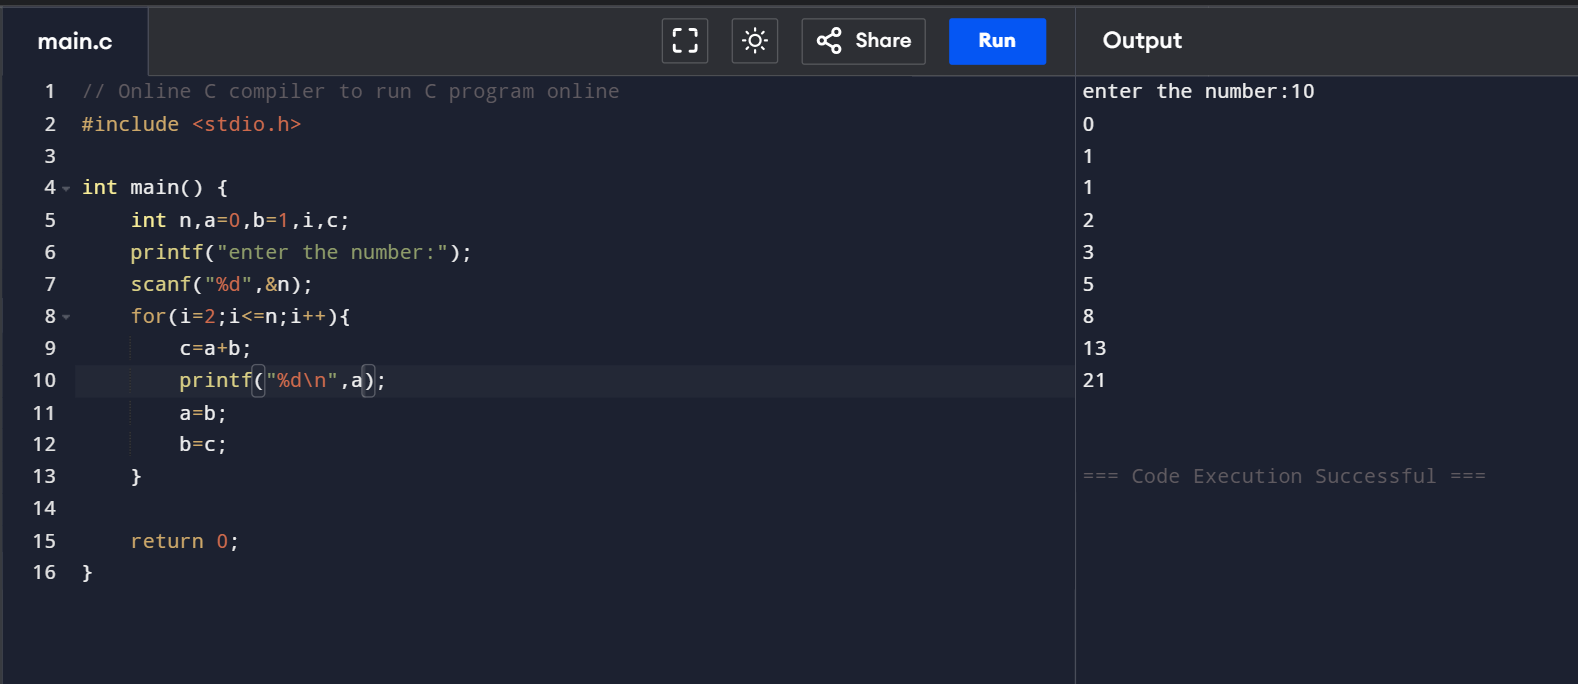 main.c Share Run Output
1 // Online C compiler to run C program online
2 #include <stdio.h>
3
4 int main() {
5     int n,a=0,b=1,i,c;
6     printf("enter the number:");
7     scanf("%d",&n);
8     for(i=2;i<=n;i++){
9         c=a+b;
10         printf("%d\n",a);
11         a=b;
12         b=c;
13     }
14
15     return 0;
16 }
enter the number:10
0
1
1
2
3
5
8
13
21
=== Code Execution Successful ===